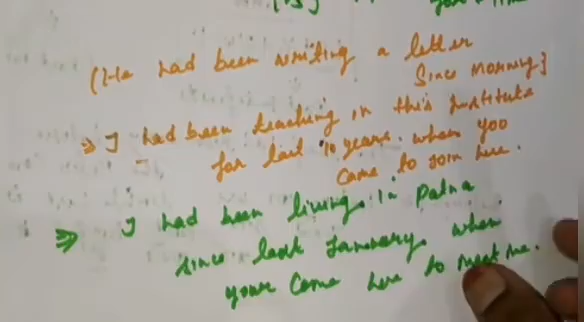 (He had been writing a letter
Since Morning]
⇒ I had been teaching in this institute
for last 10 years. when you
Came to Join here.
⇒ I had been living in Patna
since last January, when
your Came here to meet me.